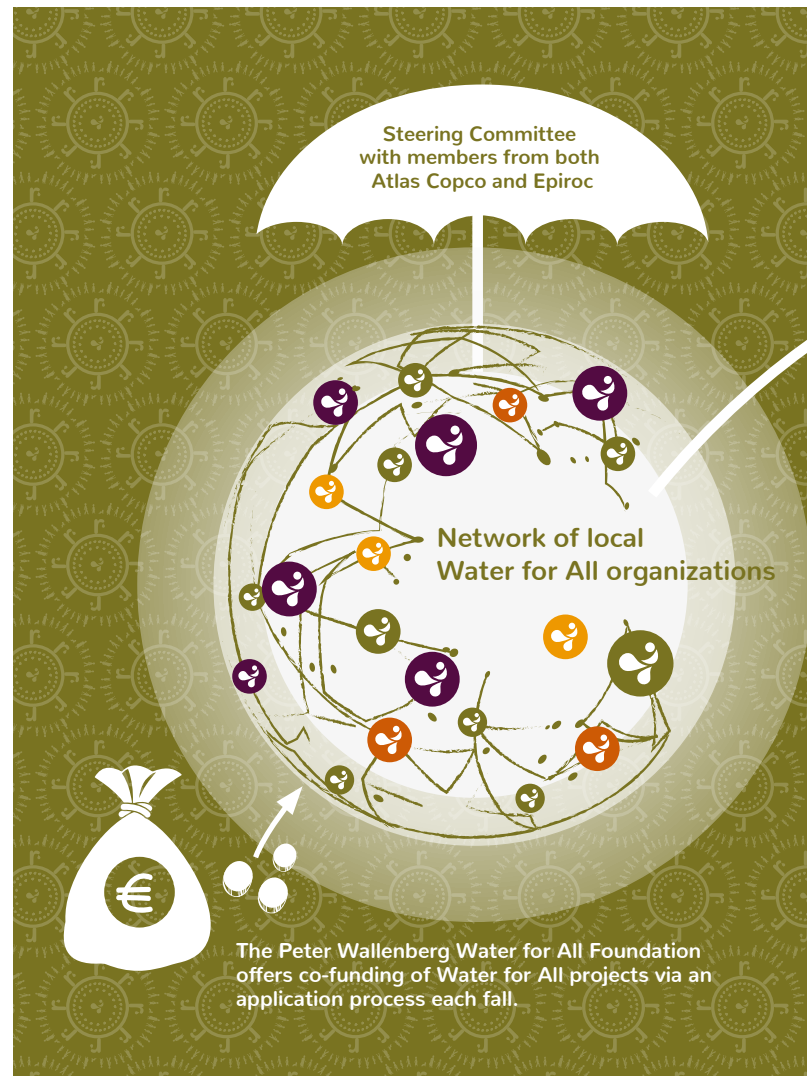 Steering Committee
with members from both
Atlas Copco and Epiroc
Network of local
Water for All organizations
€
The Peter Wallenberg Water for All Foundation
offers co-funding of Water for All projects via an
application process each fall.